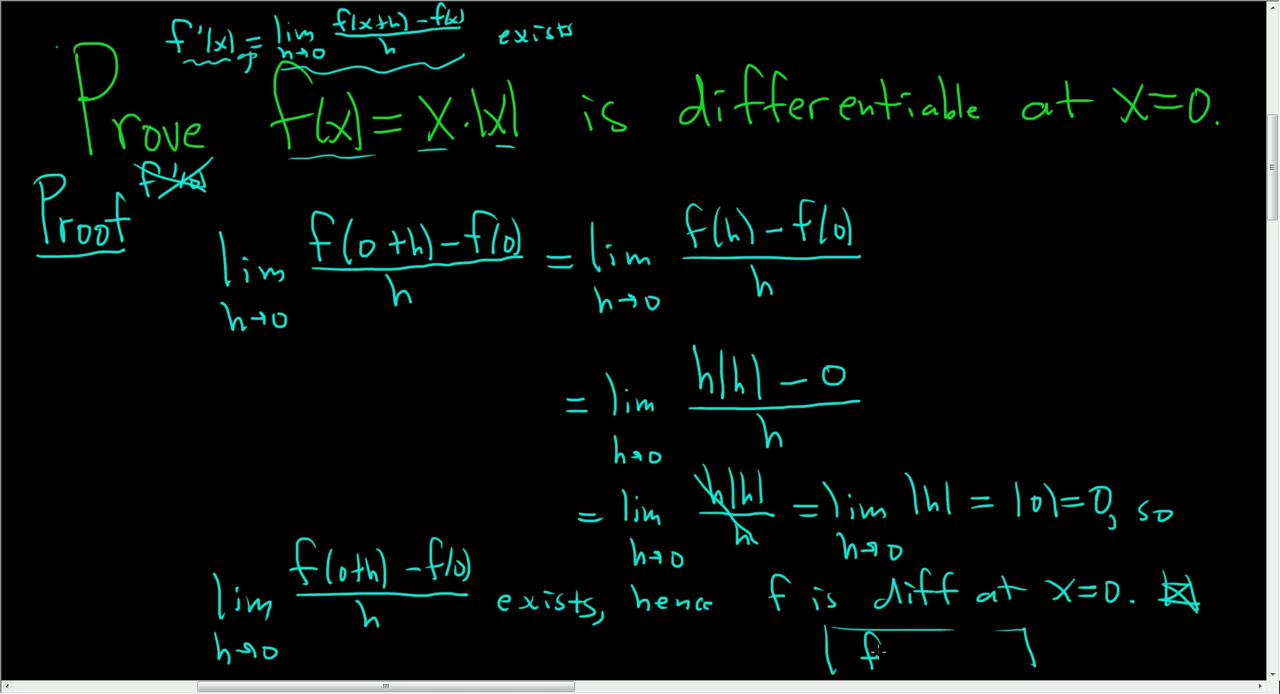 f'(x) = lim h→0 f(x+h) - f(x) / h exists
Prove f(x) = x·|x| is differentiable at x=0.
Proof f'(0)
lim h→0 f(0+h) - f(0) / h = lim h→0 f(h) - f(0) / h
= lim h→0 h|h| - 0 / h
= lim h→0 h|h| / h = lim h→0 |h| = |0| = 0, so
lim h→0 f(0+h) - f(0) / h exists, hence f is diff at x=0.
f